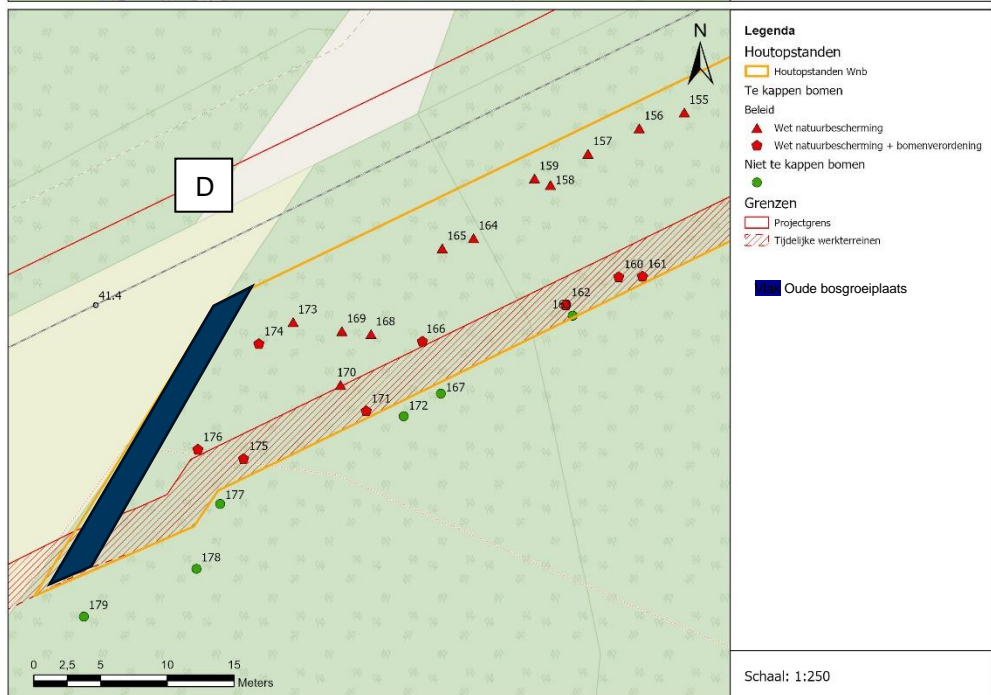 N
Legenda
Houtopstanden
Houtopstanden Wnb
Te kappen bomen
Beleid
Wet natuurbescherming
Wet natuurbescherming + bomenverordening
Niet te kappen bomen
Grenzen
Projectgrens
Tijdelijke werkterreinen
Vlak Oude bosgroeiplaats
D
155
156
157
159
158
164
165
160
161
162
41.4
173
174
169
168
166
170
167
171
172
176
175
177
178
179
0 2,5 5 10 15
Meters
Schaal: 1:250